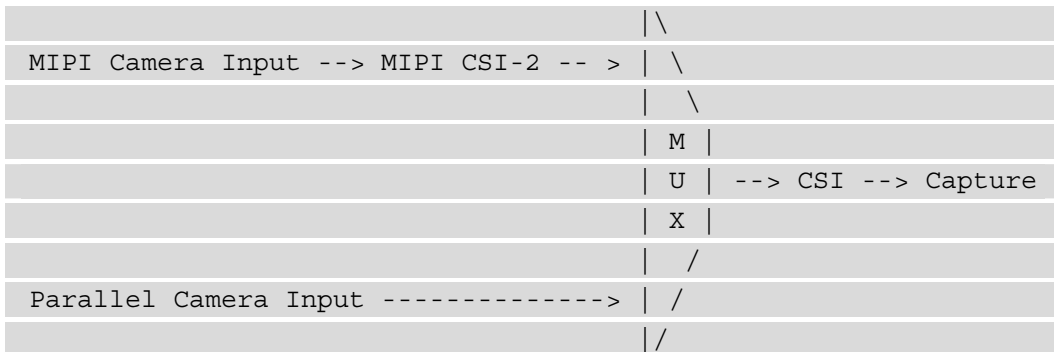 |\
 MIPI Camera Input --> MIPI CSI-2 -- > | \
                                       |  \
                                       | M |
                                       | U | --> CSI --> Capture
                                       | X |
                                       |  /
 Parallel Camera Input --------------> | /
                                       |/